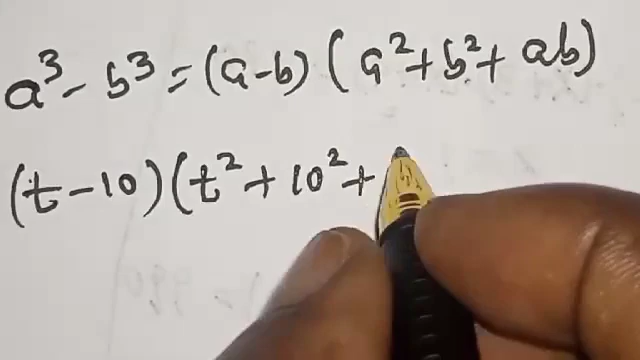 a³ - b³ = (a-b) (a²+b²+ ab)
(t-10)(t²+10²+